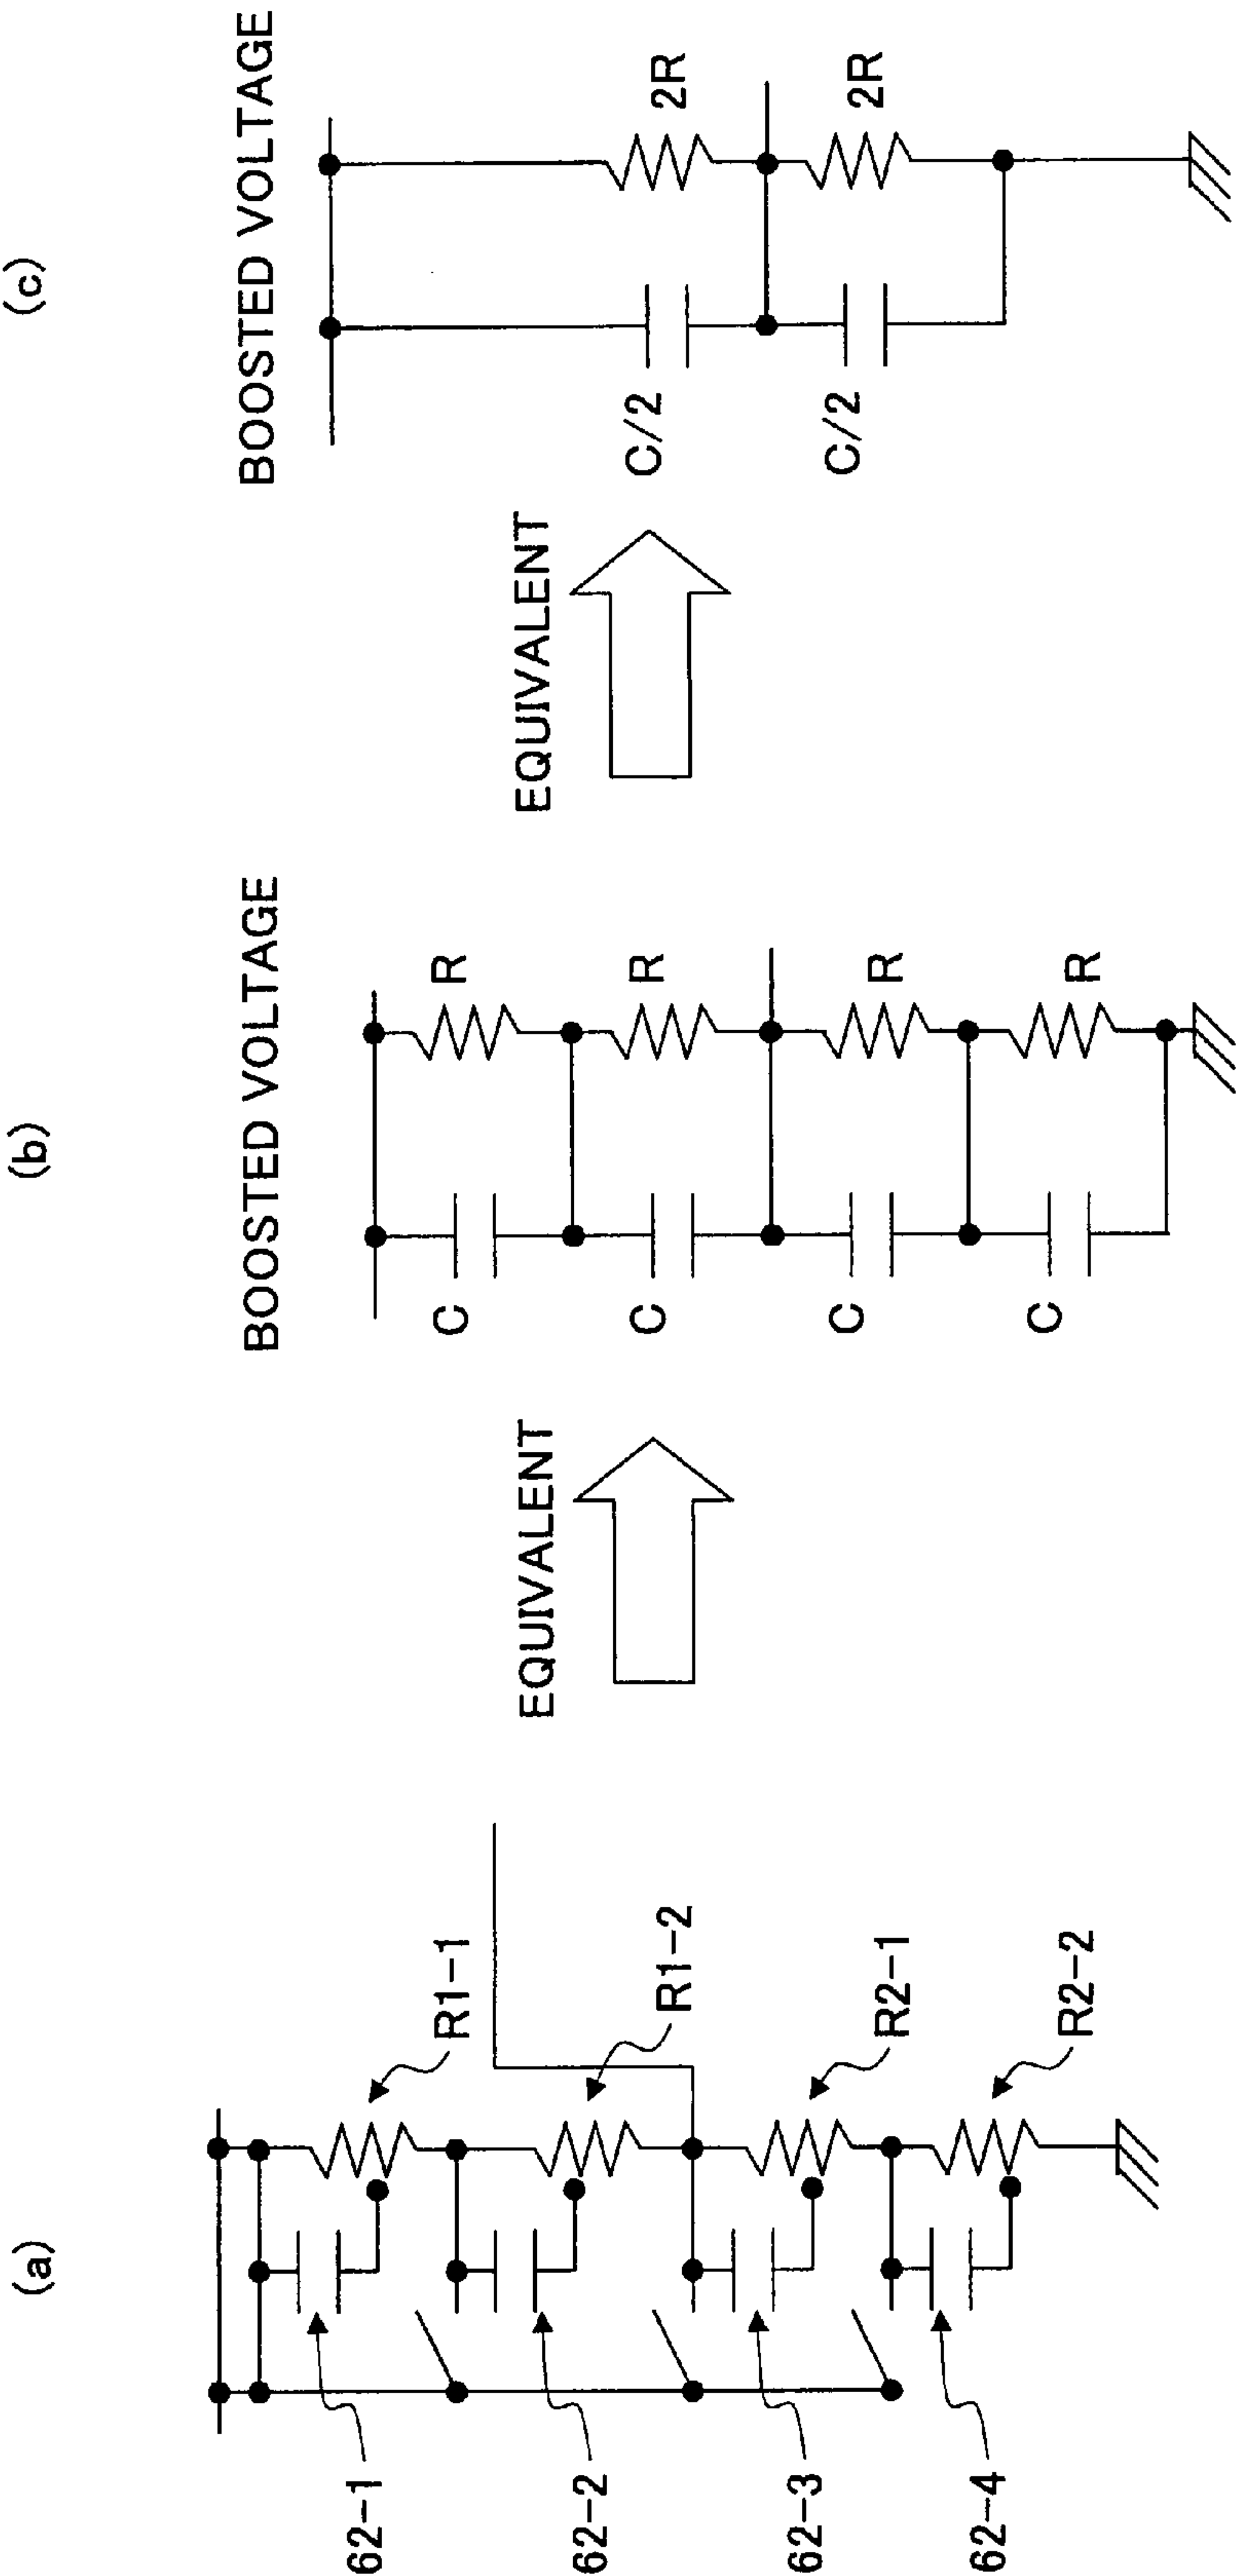 (a)
62-1
62-2
62-3
62-4
R1-1
R1-2
R2-1
R2-2
EQUIVALENT
(b)
BOOSTED VOLTAGE
C
C
C
C
R
R
R
R
EQUIVALENT
(c)
BOOSTED VOLTAGE
C/2
C/2
2R
2R